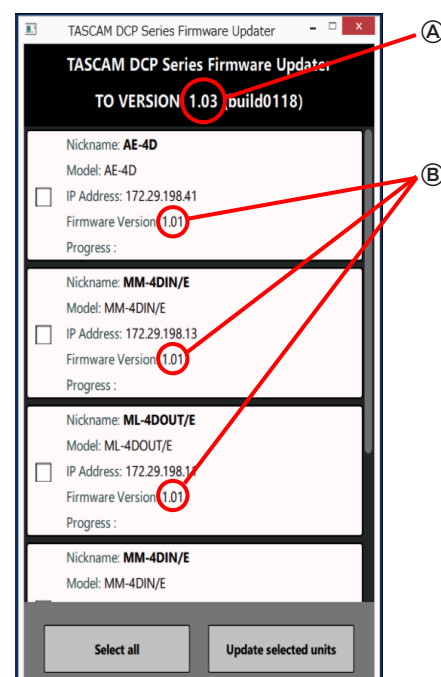 TASCAM DCP Series Firmware Updater
Ⓐ
TASCAM DCP Series Firmware Updater
TO VERSION 1.03 (build0118)
Nickname: AE-4D
Model: AE-4D
Ⓑ
IP Address: 172.29.198.41
Firmware Version 1.01
Progress :
Nickname: MM-4DIN/E
Model: MM-4DIN/E
IP Address: 172.29.198.13
Firmware Version 1.01
Progress :
Nickname: ML-4DOUT/E
Model: ML-4DOUT/E
IP Address: 172.29.198.11
Firmware Version 1.01
Progress :
Nickname: MM-4DIN/E
Model: MM-4DIN/E
Select all
Update selected units